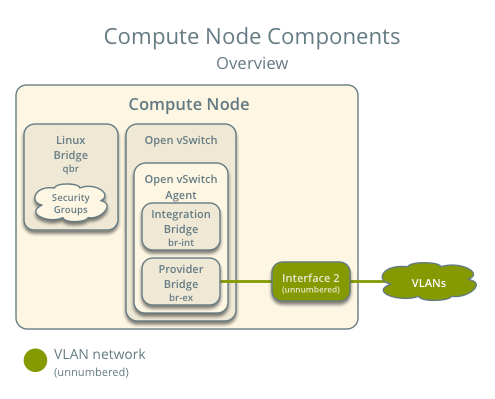 Compute Node Components
Overview
Compute Node
Linux
Bridge
qbr
Security
Groups
Open vSwitch
Open vSwitch
Agent
Integration
Bridge
br-int
Provider
Bridge
br-ex
Interface 2
(unnumbered)
VLANs
VLAN network
(unnumbered)